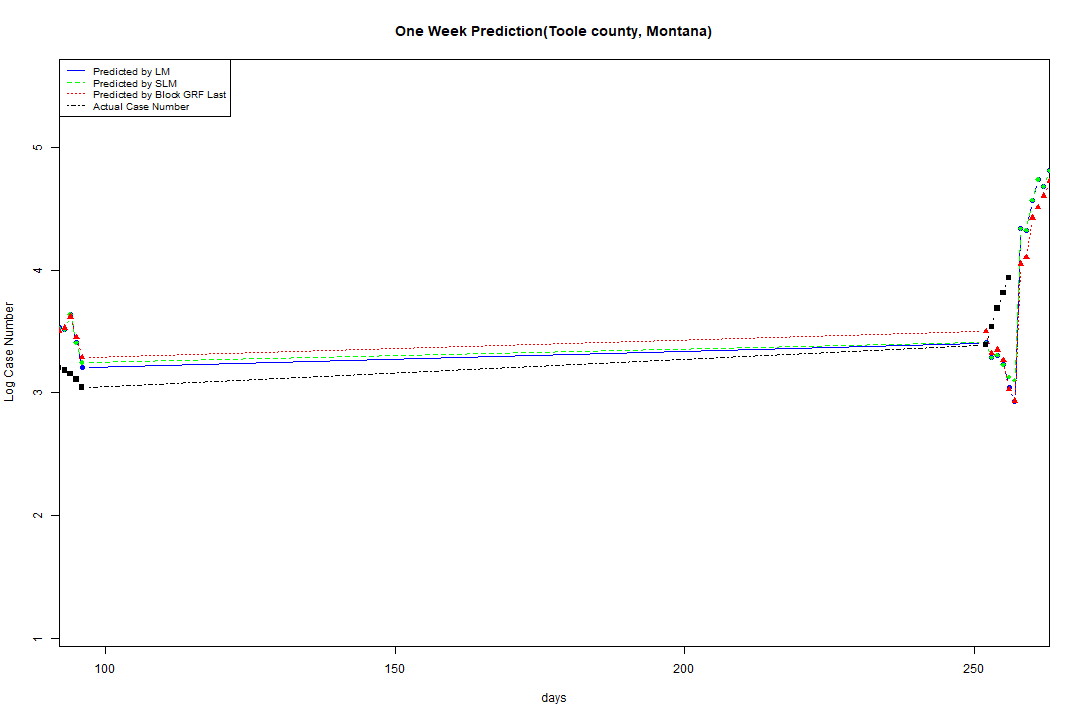 One Week Prediction(Toole county, Montana)
Predicted by LM
Predicted by SLM
Predicted by Block GRF Last
Actual Case Number
5
4
3
2
1
Log Case Number
100 150 200 250
days